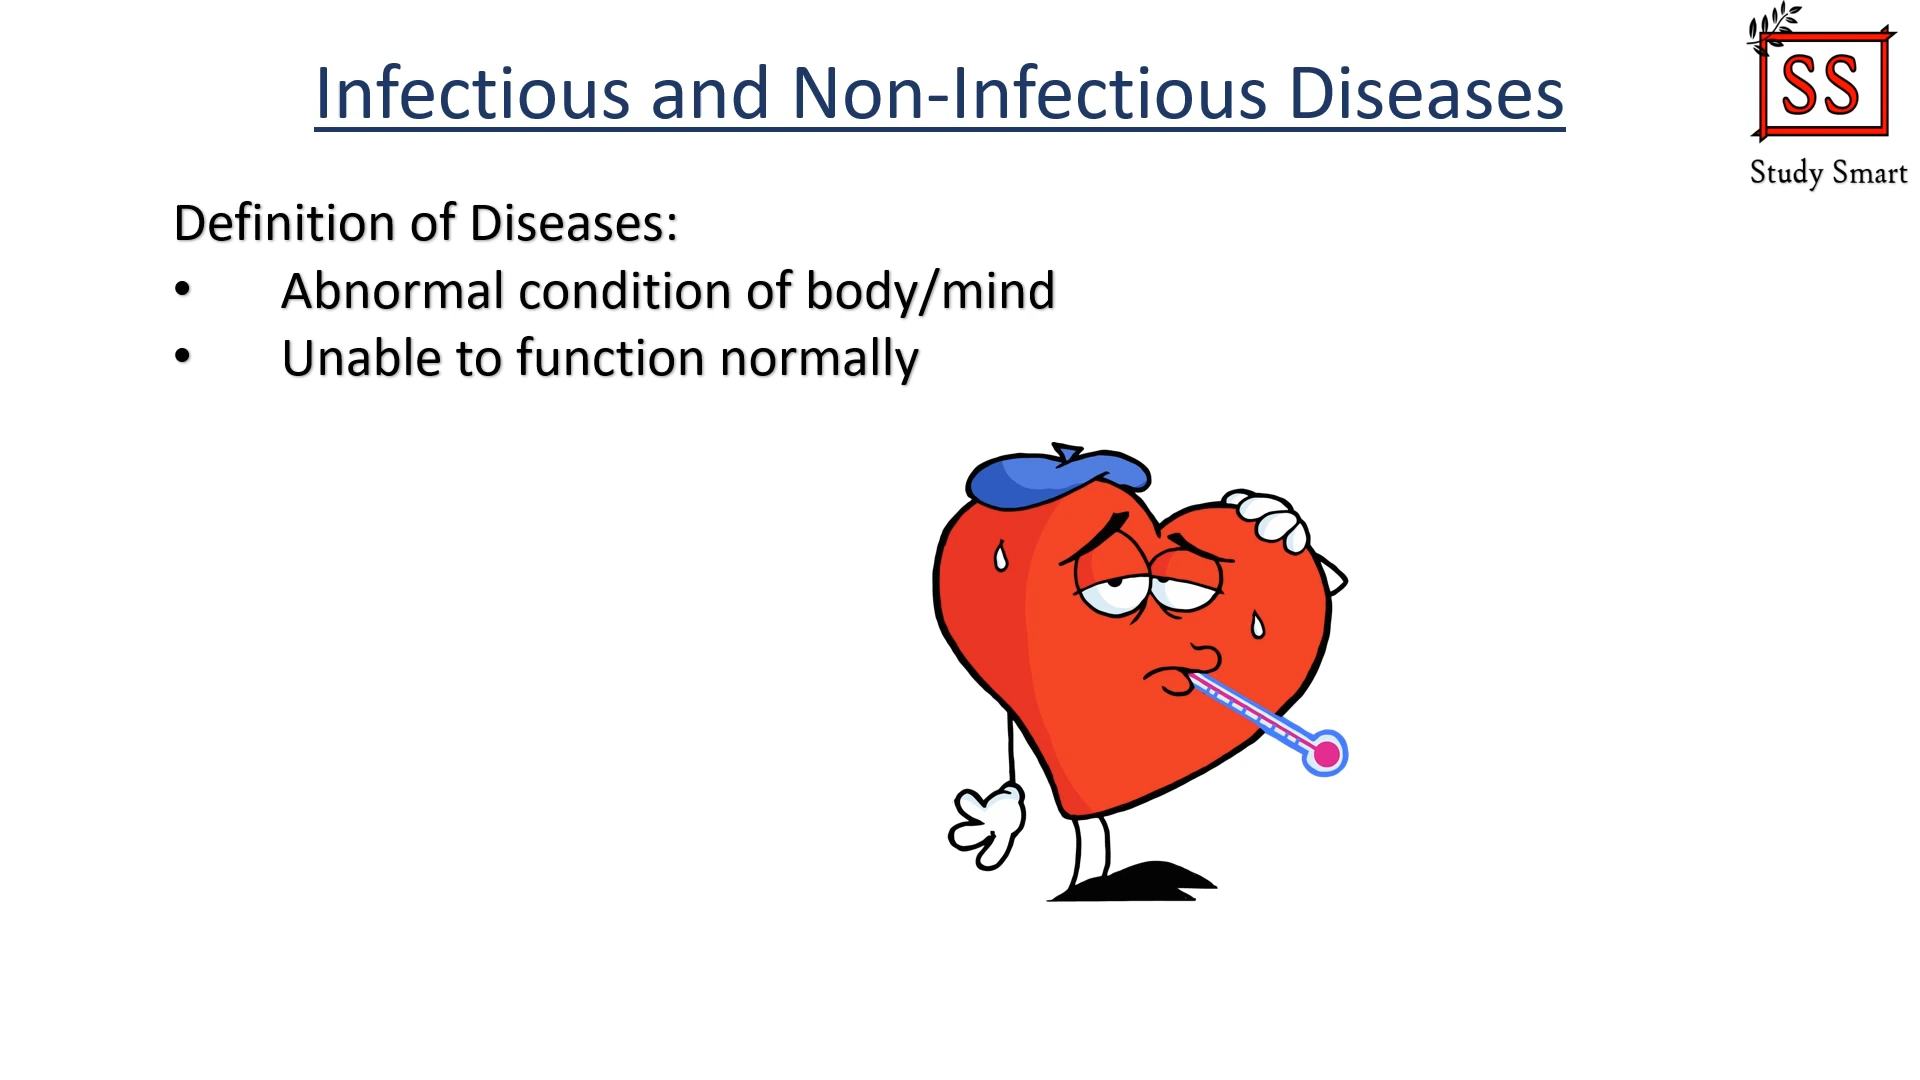 Infectious and Non-Infectious Diseases
SS
Study Smart
Definition of Diseases:
• Abnormal condition of body/mind
• Unable to function normally